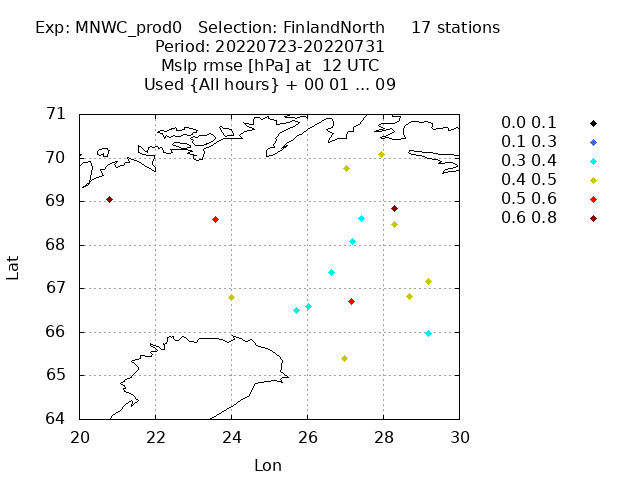 Exp: MNWC_prod0 Selection: FinlandNorth 17 stations
Period: 20220723-20220731
Mslp rmse [hPa] at 12 UTC
Used {All hours} + 00 01 ... 09
71
70
69
68
67
66
65
64
Lat
20 22 24 26 28 30
Lon
0.0 0.1
0.1 0.3
0.3 0.4
0.4 0.5
0.5 0.6
0.6 0.8